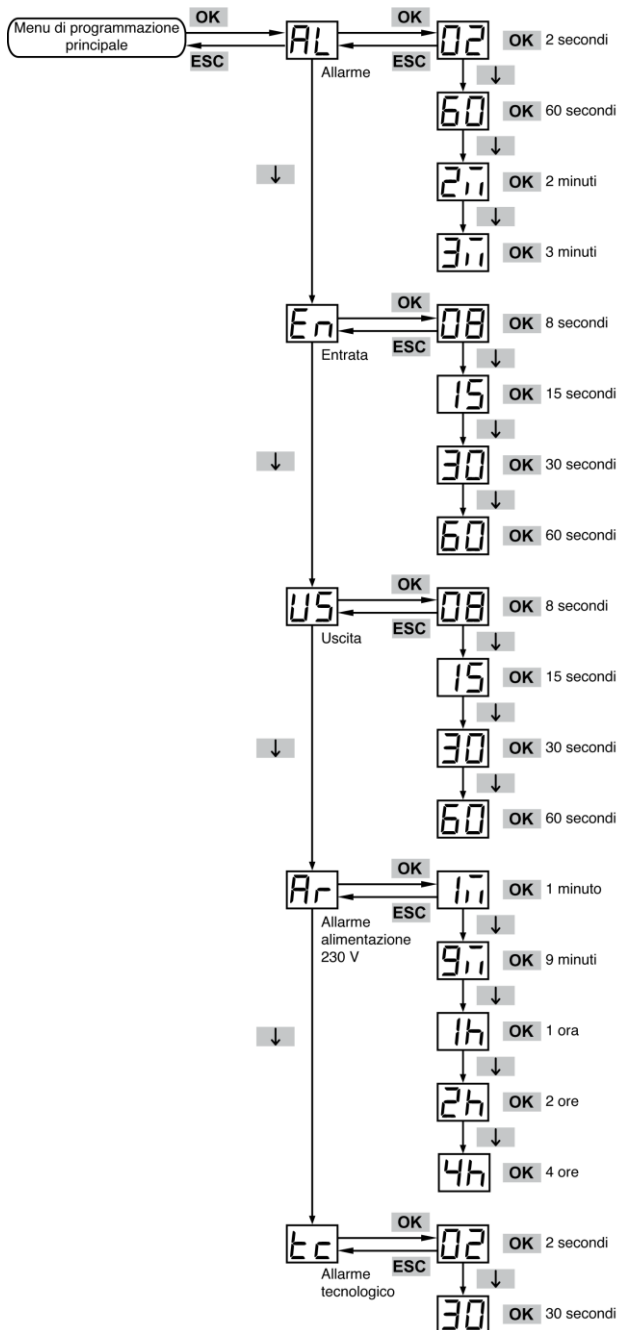 Menu di programmazione
principale
OK
ESC
AL
Allarme
OK
ESC
02 OK 2 secondi
↓
60 OK 60 secondi
↓
2m OK 2 minuti
↓
3m OK 3 minuti
↓
En
Entrata
OK
ESC
08 OK 8 secondi
↓
15 OK 15 secondi
↓
30 OK 30 secondi
↓
60 OK 60 secondi
↓
US
Uscita
OK
ESC
08 OK 8 secondi
↓
15 OK 15 secondi
↓
30 OK 30 secondi
↓
60 OK 60 secondi
↓
Ar
Allarme
alimentazione
230 V
OK
ESC
1m OK 1 minuto
↓
9m OK 9 minuti
↓
1h OK 1 ora
↓
2h OK 2 ore
↓
4h OK 4 ore
↓
tc
Allarme
tecnologico
OK
ESC
02 OK 2 secondi
↓
30 OK 30 secondi